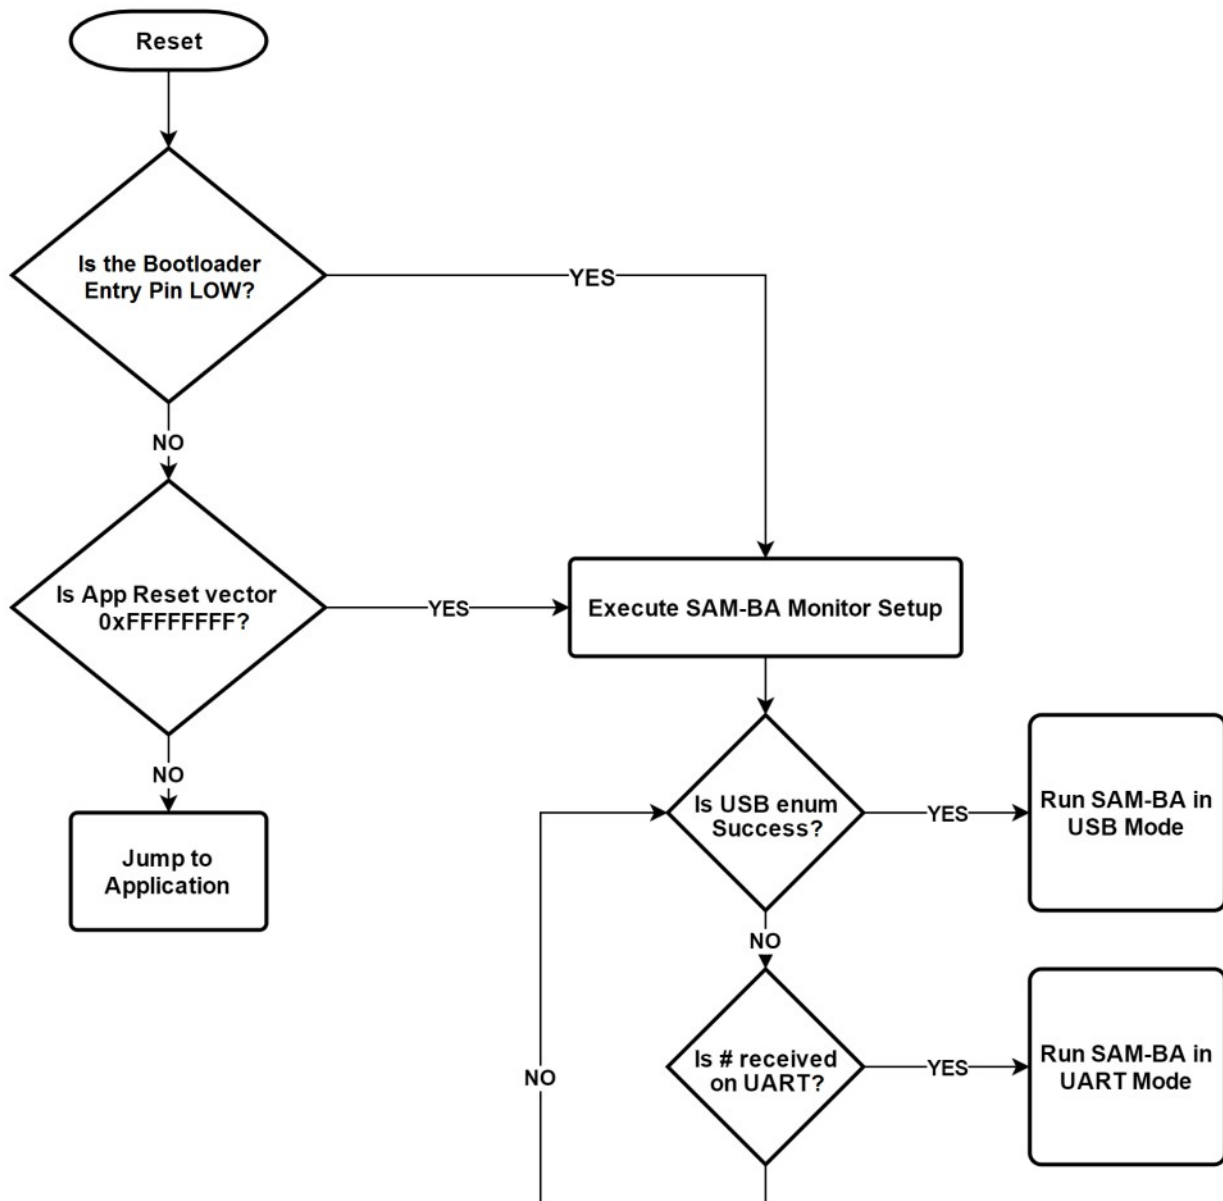 Reset
Is the Bootloader
Entry Pin LOW?
YES
NO
Is App Reset vector
0xFFFFFFFF?
YES
Execute SAM-BA Monitor Setup
NO
Jump to
Application
Is USB enum
Success?
YES
Run SAM-BA in
USB Mode
NO
Is # received
on UART?
YES
Run SAM-BA in
UART Mode
NO